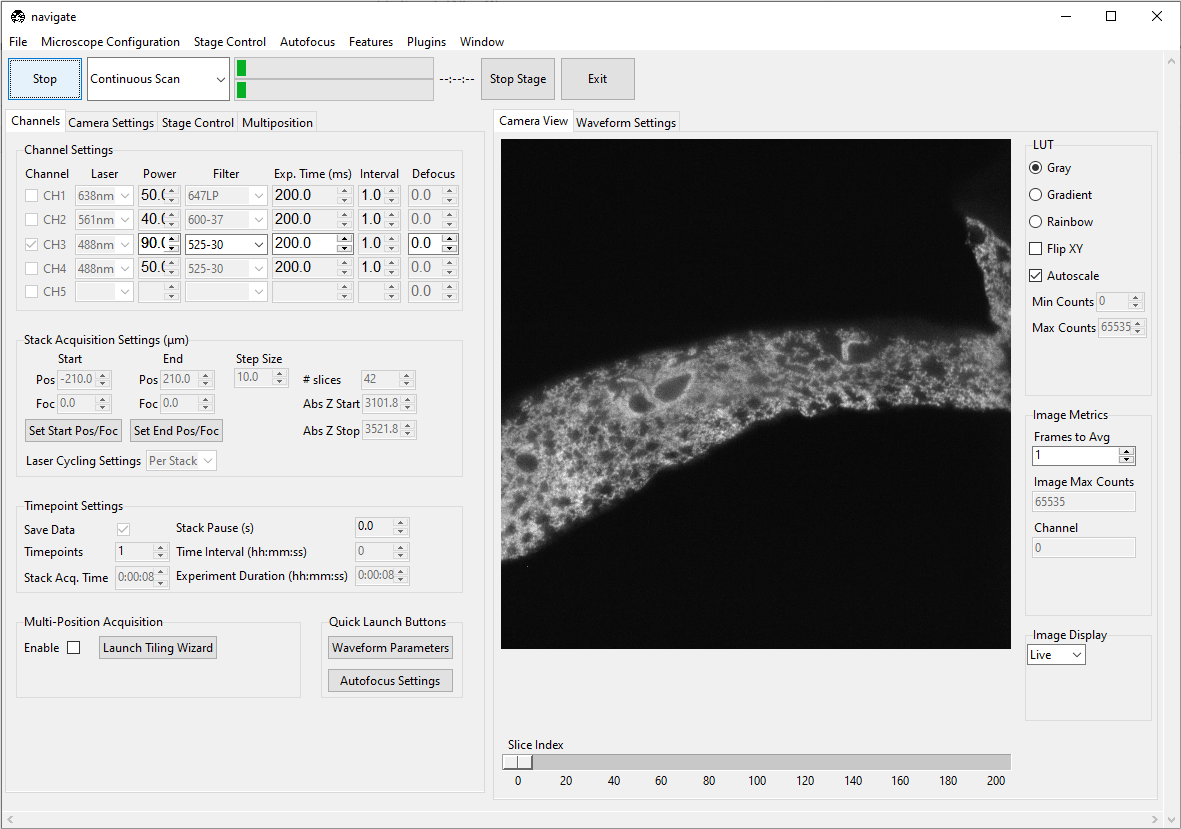 navigate
File Microscope Configuration Stage Control Autofocus Features Plugins Window
Stop Continuous Scan --:--:-- Stop Stage Exit
Channels Camera Settings Stage Control Multiposition
Channel Settings
Channel Laser Power Filter Exp. Time (ms) Interval Defocus
CH1 638nm 50.0 647LP 200.0 1.0 0.0
CH2 561nm 40.0 600-37 200.0 1.0 0.0
CH3 488nm 90.0 525-30 200.0 1.0 0.0
CH4 488nm 50.0 525-30 200.0 1.0 0.0
CH5 0.0
Stack Acquisition Settings (µm)
Start End Step Size
Pos -210.0 Pos 210.0 10.0 # slices 42
Foc 0.0 Foc 0.0 Abs Z Start 3101.8
Set Start Pos/Foc Set End Pos/Foc Abs Z Stop 3521.8
Laser Cycling Settings Per Stack
Timepoint Settings
Save Data Stack Pause (s) 0.0
Timepoints 1 Time Interval (hh:mm:ss) 0
Stack Acq. Time 0:00:08 Experiment Duration (hh:mm:ss) 0:00:08
Multi-Position Acquisition
Enable Launch Tiling Wizard
Quick Launch Buttons
Waveform Parameters
Autofocus Settings
Camera View Waveform Settings
Slice Index
0 20 40 60 80 100 120 140 160 180 200
LUT
Gray
Gradient
Rainbow
Flip XY
Autoscale
Min Counts 0
Max Counts 65535
Image Metrics
Frames to Avg
1
Image Max Counts
65535
Channel
0
Image Display
Live